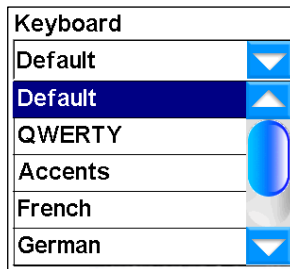 Keyboard
Default
Default
QWERTY
Accents
French
German